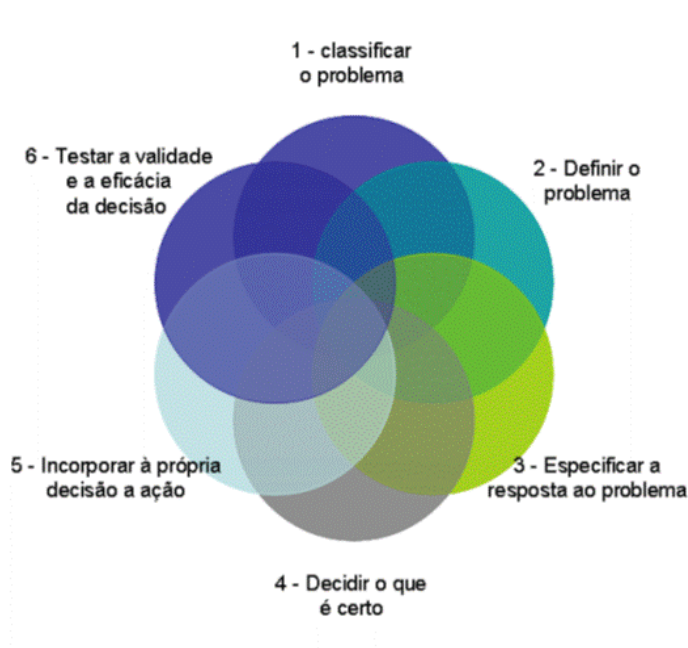 1 - classificar
o problema
2 - Definir o
problema
3 - Especificar a
resposta ao problema
4 - Decidir o que
é certo
5 - Incorporar à própria
decisão a ação
6 - Testar a validade
e a eficácia
da decisão